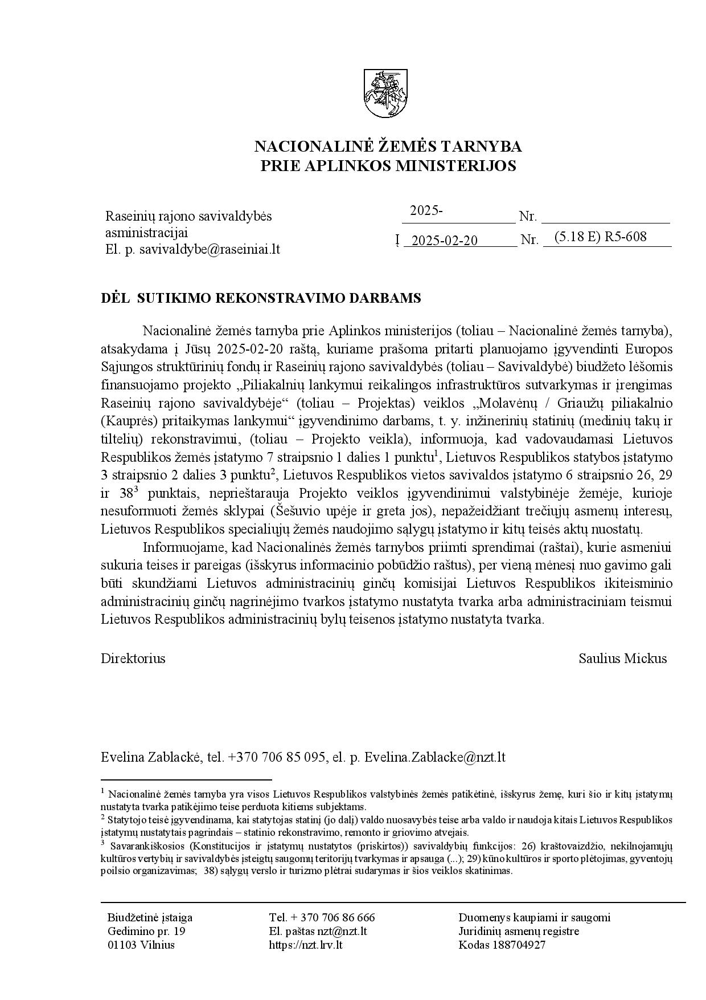 NACIONALINĖ ŽEMĖS TARNYBA
PRIE APLINKOS MINISTERIJOS
Raseinių rajono savivaldybės
asministracijai
El. p. savivaldybe@raseiniai.lt
2025- Nr.
Į 2025-02-20 Nr. (5.18 E) R5-608
DĖL SUTIKIMO REKONSTRAVIMO DARBAMS
Nacionalinė žemės tarnyba prie Aplinkos ministerijos (toliau – Nacionalinė žemės tarnyba),
atsakydama į Jūsų 2025-02-20 raštą, kuriame prašoma pritarti planuojamo įgyvendinti Europos
Sąjungos struktūrinių fondų ir Raseinių rajono savivaldybės (toliau – Savivaldybė) biudžeto lėšomis
finansuojamo projekto „Piliakalnių lankymui reikalingos infrastruktūros sutvarkymas ir įrengimas
Raseinių rajono savivaldybėje“ (toliau – Projektas) veiklos „Molavėnų / Griaužų piliakalnio
(Kauprės) pritaikymas lankymui“ įgyvendinimo darbams, t. y. inžinerinių statinių (medinių takų ir
tiltelių) rekonstravimui, (toliau – Projekto veikla), informuoja, kad vadovaudamasi Lietuvos
Respublikos žemės įstatymo 7 straipsnio 1 dalies 1 punktu1, Lietuvos Respublikos statybos įstatymo
3 straipsnio 2 dalies 3 punktu2, Lietuvos Respublikos vietos savivaldos įstatymo 6 straipsnio 26, 29
ir 383 punktais, neprieštarauja Projekto veiklos įgyvendinimui valstybinėje žemėje, kurioje
nesuformuoti žemės sklypai (Šešuvio upėje ir greta jos), nepažeidžiant trečiųjų asmenų interesų,
Lietuvos Respublikos specialiųjų žemės naudojimo sąlygų įstatymo ir kitų teisės aktų nuostatų.
Informuojame, kad Nacionalinės žemės tarnybos priimti sprendimai (raštai), kurie asmeniui
sukuria teises ir pareigas (išskyrus informacinio pobūdžio raštus), per vieną mėnesį nuo gavimo gali
būti skundžiami Lietuvos administracinių ginčų komisijai Lietuvos Respublikos ikiteisminio
administracinių ginčų nagrinėjimo tvarkos įstatymo nustatyta tvarka arba administraciniam teismui
Lietuvos Respublikos administracinių bylų teisenos įstatymo nustatyta tvarka.
Direktorius Saulius Mickus
Evelina Zablackė, tel. +370 706 85 095, el. p. Evelina.Zablacke@nzt.lt
1 Nacionalinė žemės tarnyba yra visos Lietuvos Respublikos valstybinės žemės patikėtinė, išskyrus žemę, kuri šio ir kitų įstatymų
nustatyta tvarka patikėjimo teise perduota kitiems subjektams.
2 Statytojo teisė įgyvendinama, kai statytojas statinį (jo dalį) valdo nuosavybės teise arba valdo ir naudoja kitais Lietuvos Respublikos
įstatymų nustatytais pagrindais – statinio rekonstravimo, remonto ir griovimo atvejais.
3 Savarankiškosios (Konstitucijos ir įstatymų nustatytos (priskirtos)) savivaldybių funkcijos: 26) kraštovaizdžio, nekilnojamųjų
kultūros vertybių ir savivaldybės įsteigtų saugomų teritorijų tvarkymas ir apsauga (...); 29) kūno kultūros ir sporto plėtojimas, gyventojų
poilsio organizavimas; 38) sąlygų verslo ir turizmo plėtrai sudarymas ir šios veiklos skatinimas.
Biudžetinė įstaiga Tel. + 370 706 86 666 Duomenys kaupiami ir saugomi
Gedimino pr. 19 El. paštas nzt@nzt.lt Juridinių asmenų registre
01103 Vilnius https://nzt.lrv.lt Kodas 188704927